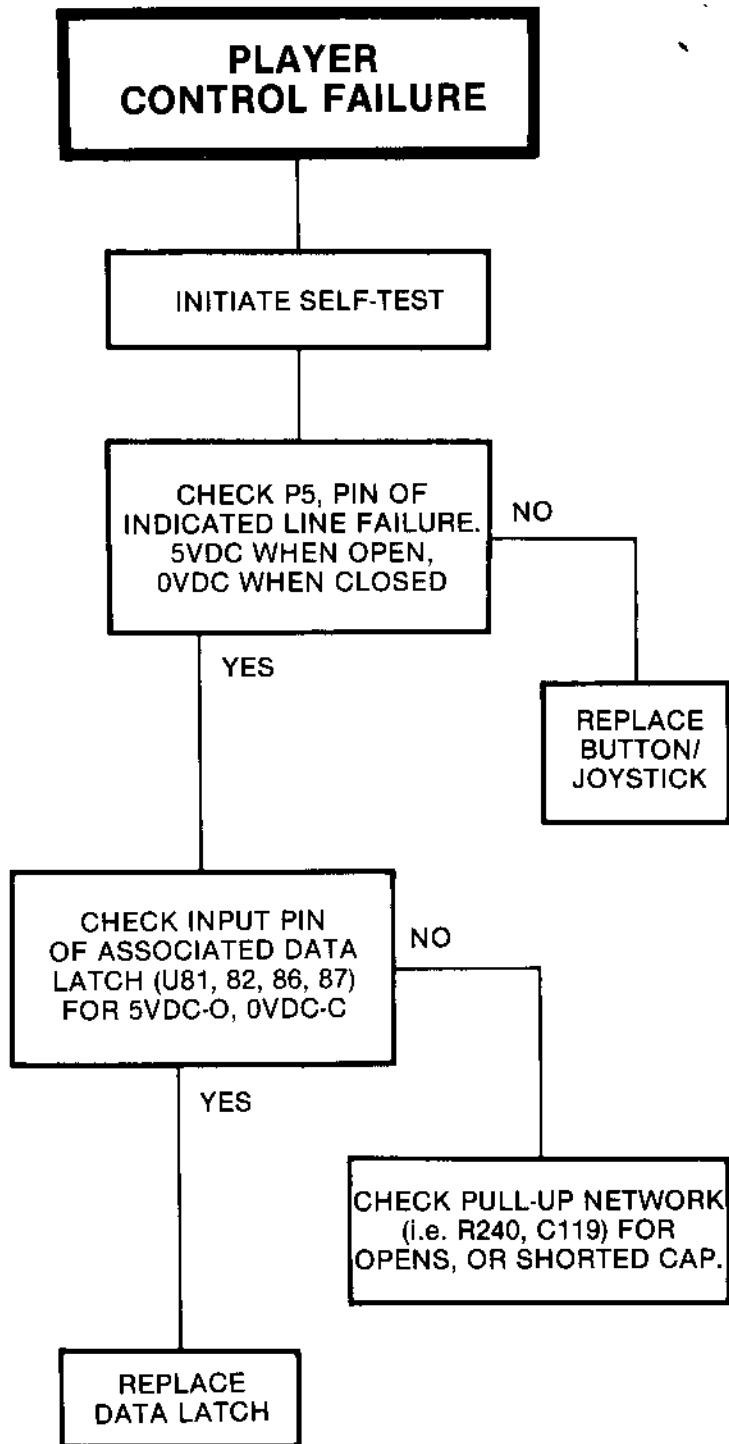 PLAYER
CONTROL FAILURE
INITIATE SELF-TEST
CHECK P5, PIN OF
INDICATED LINE FAILURE.
5VDC WHEN OPEN,
0VDC WHEN CLOSED
NO
YES
REPLACE
BUTTON/
JOYSTICK
CHECK INPUT PIN
OF ASSOCIATED DATA
LATCH (U81, 82, 86, 87)
FOR 5VDC-O, 0VDC-C
NO
YES
CHECK PULL-UP NETWORK
(i.e. R240, C119) FOR
OPENS, OR SHORTED CAP.
REPLACE
DATA LATCH